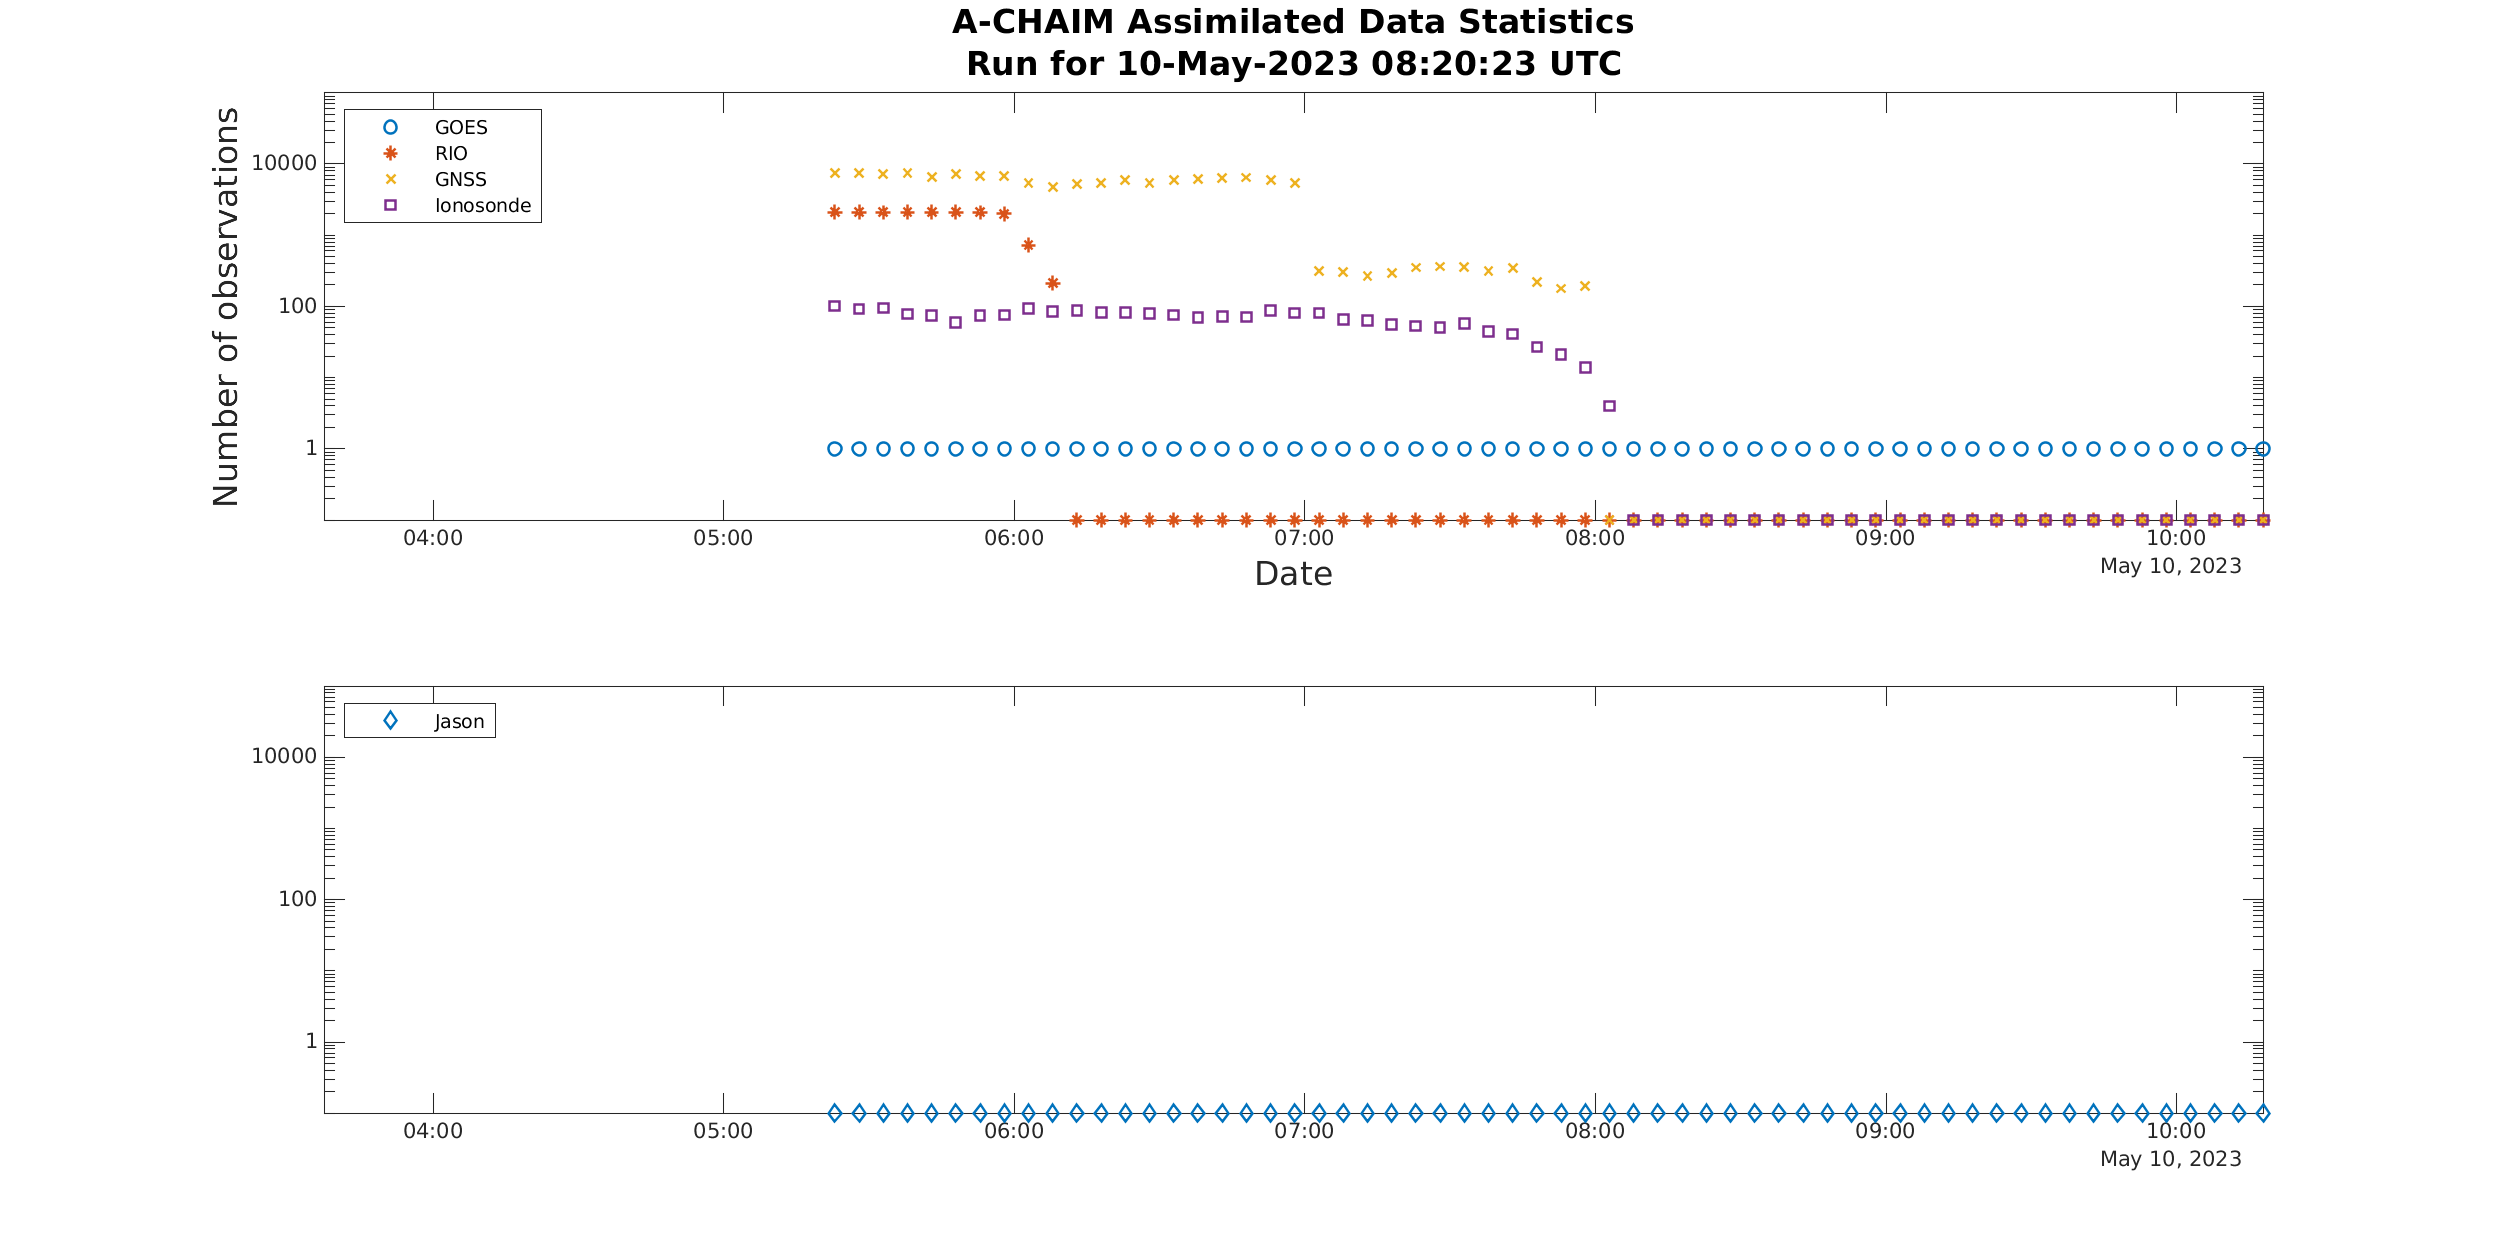 A-CHAIM Assimilated Data Statistics
Run for 10-May-2023 08:20:23 UTC
Number of observations
10000
100
1
GOES
RIO
GNSS
Ionosonde
04:00 05:00 06:00 07:00 08:00 09:00 10:00
Date
May 10, 2023
10000
100
1
Jason
04:00 05:00 06:00 07:00 08:00 09:00 10:00
May 10, 2023